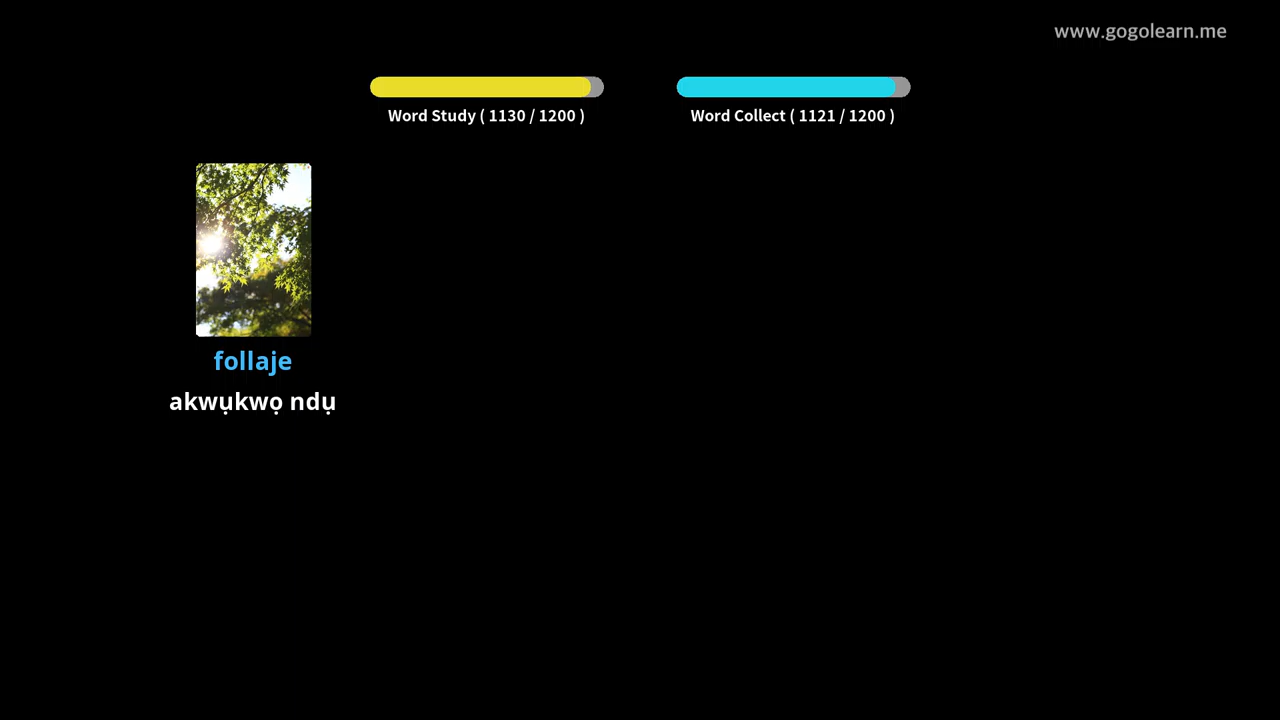 www.gogolearn.me
Word Study ( 1130 / 1200 )
Word Collect ( 1121 / 1200 )
follaje
akwụkwọ ndụ